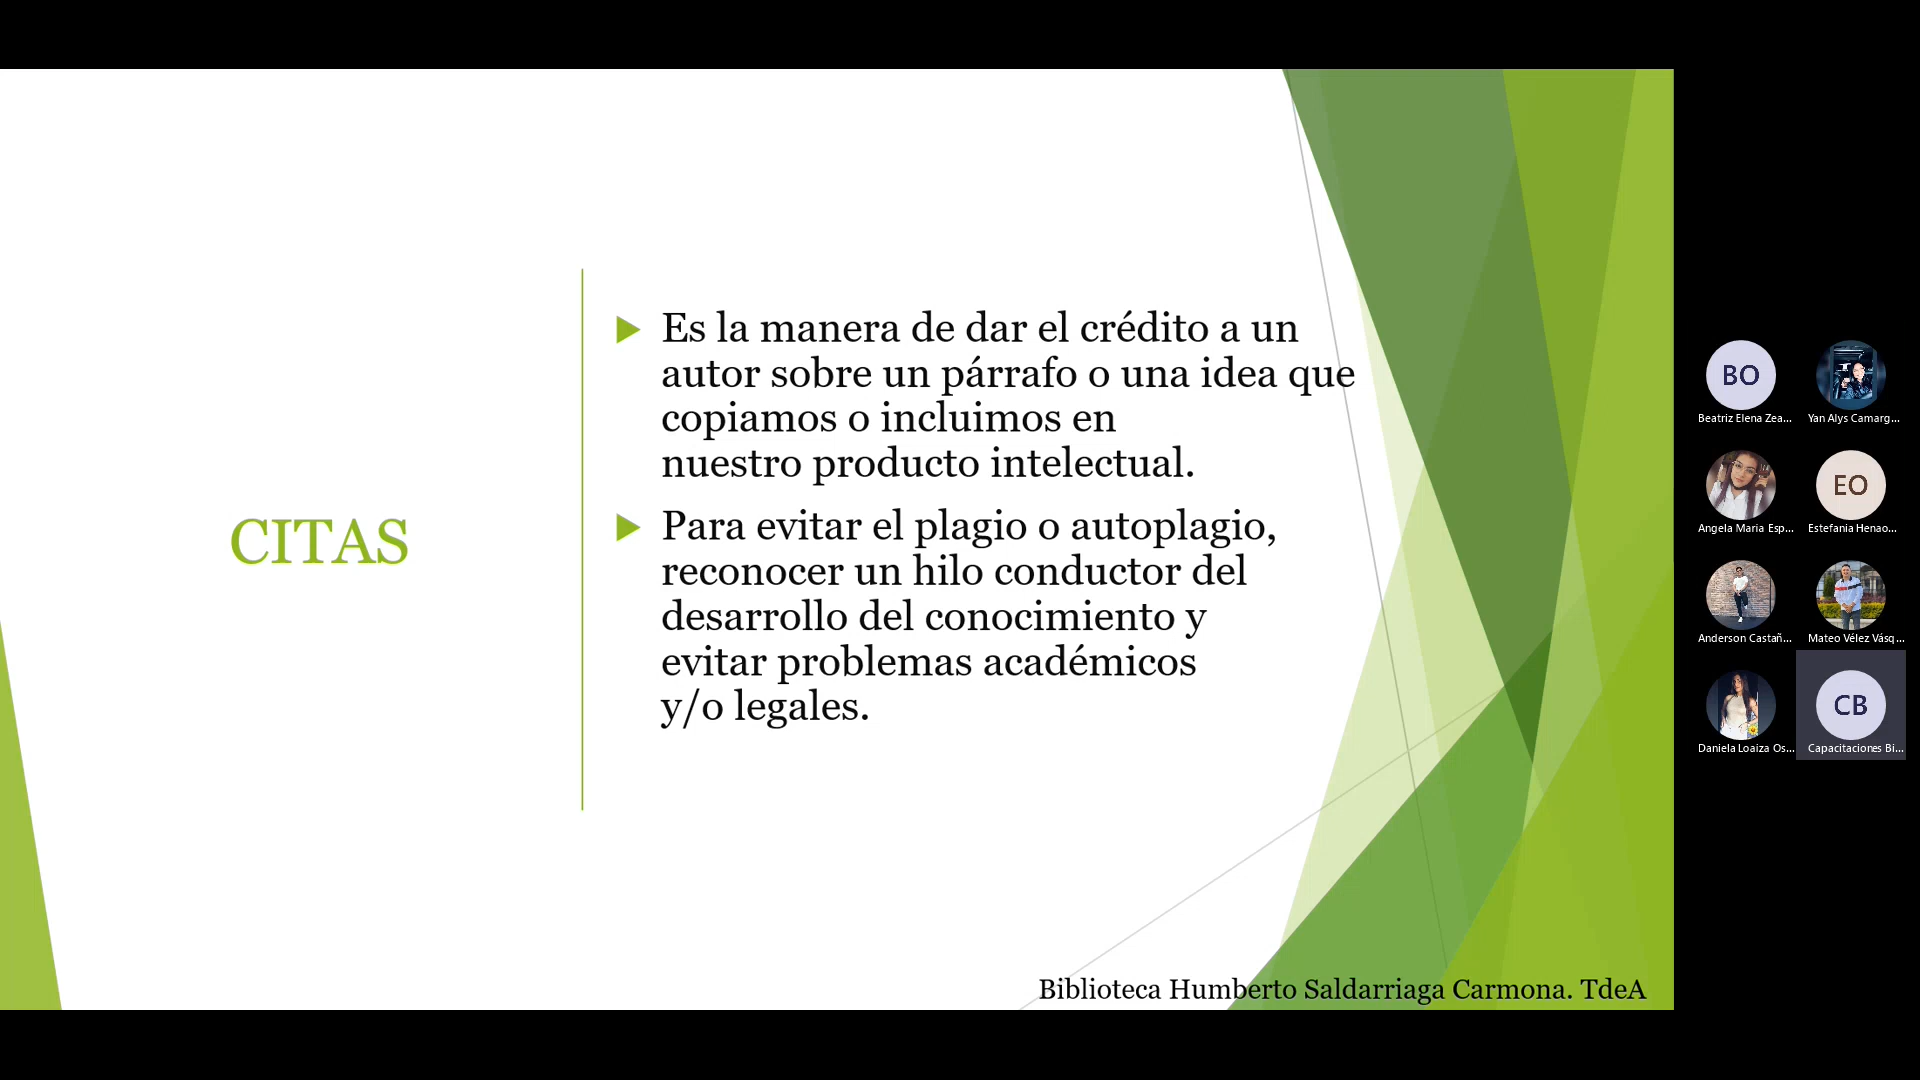 CITAS
Es la manera de dar el crédito a un
autor sobre un párrafo o una idea que
copiamos o incluimos en
nuestro producto intelectual.
Para evitar el plagio o autoplagio,
reconocer un hilo conductor del
desarrollo del conocimiento y
evitar problemas académicos
y/o legales.
Biblioteca Humberto Saldarriaga Carmona. TdeA
BO
Beatriz Elena Zea...
Yan Alys Camarg...
Angela Maria Esp...
EO
Estefania Henao...
Anderson Castañ...
Mateo Vélez Vásq...
Daniela Loaiza Os...
CB
Capacitaciones Bi...